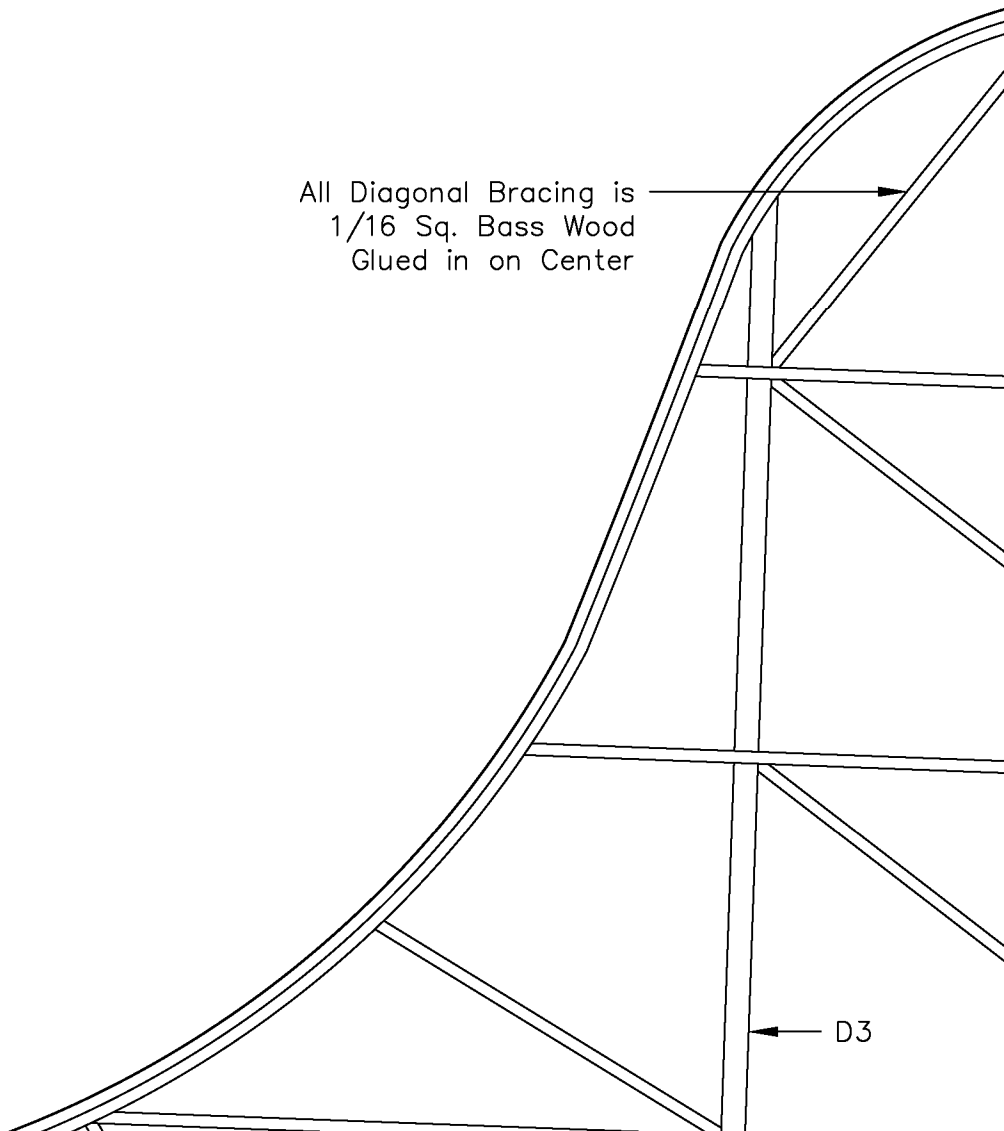 All Diagonal Bracing is
1/16 Sq. Bass Wood
Glued in on Center
D3